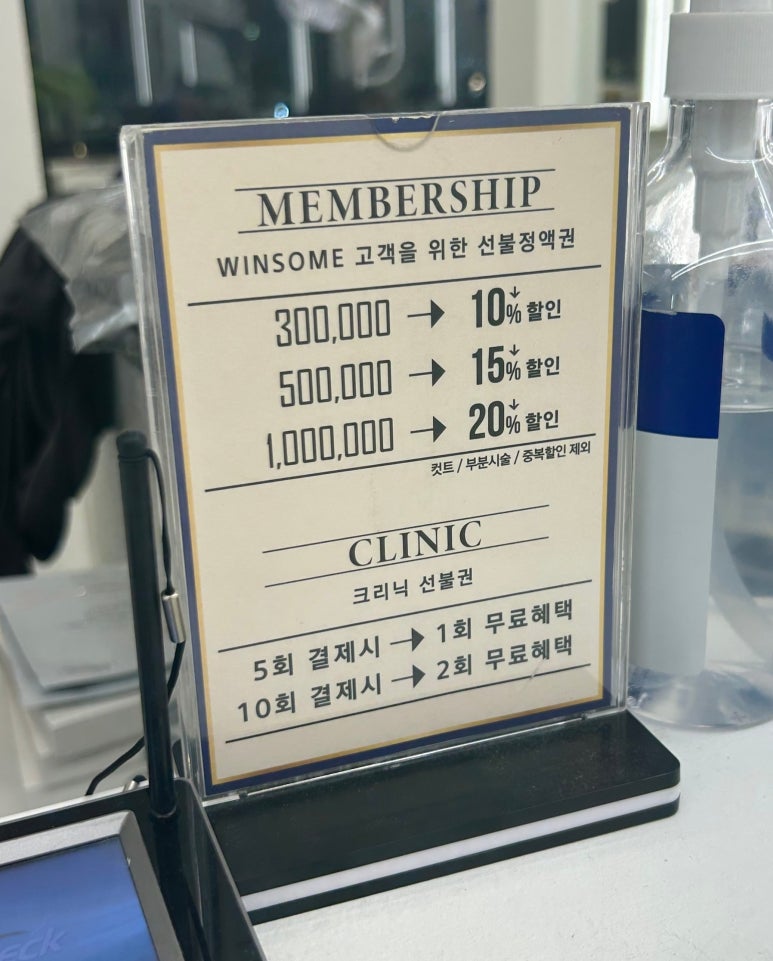 MEMBERSHIP
WINSOME 고객을 위한 선불정액권
300,000 → 10% 할인
500,000 → 15% 할인
1,000,000 → 20% 할인
컷트 / 부분시술 / 중복할인 제외
CLINIC
크리닉 선불권
5회 결제시 → 1회 무료혜택
10회 결제시 → 2회 무료혜택